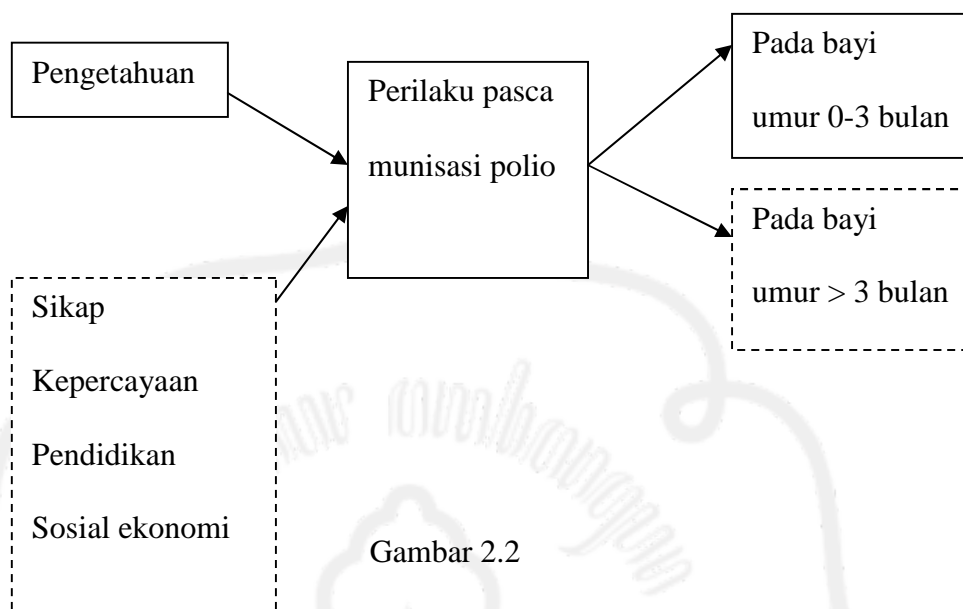 Pengetahuan
Perilaku pasca
munisasi polio
Pada bayi
umur 0-3 bulan
Pada bayi
umur > 3 bulan
Sikap
Kepercayaan
Pendidikan
Sosial ekonomi
Gambar 2.2